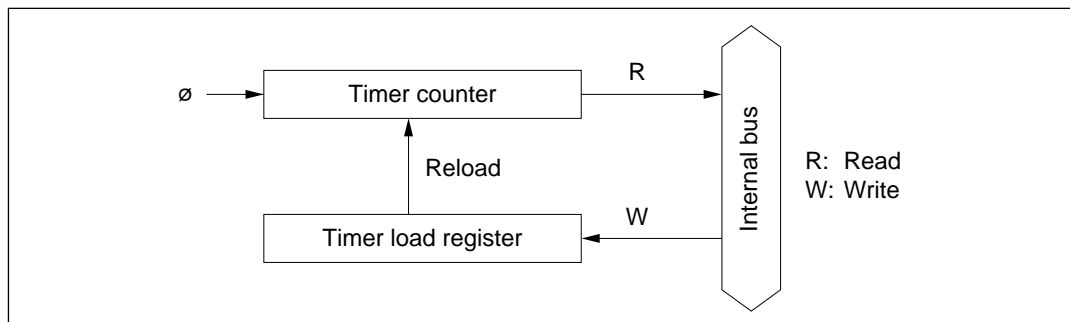 R
ø
Timer counter
Reload
Internal bus
R: Read
W: Write
W
Timer load register